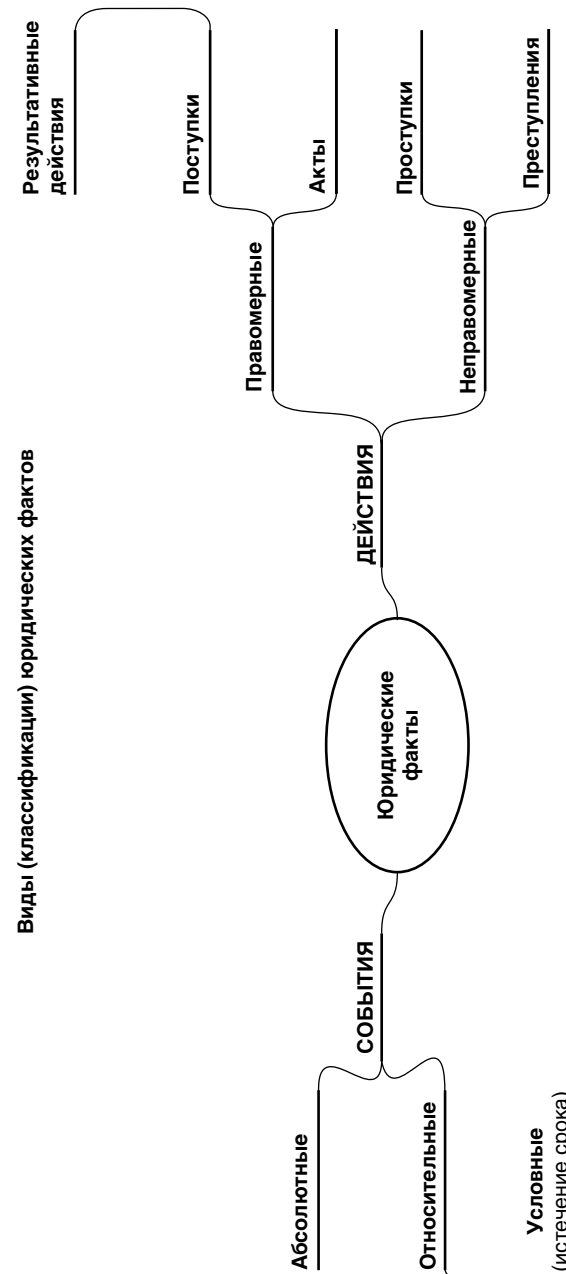 Виды (классификации) юридических фактов
Абсолютные
Относительные
Условные
(истечение срока)
СОБЫТИЯ
Юридические
факты
ДЕЙСТВИЯ
Правомерные
Неправомерные
Результативные
действия
Поступки
Акты
Проступки
Преступления